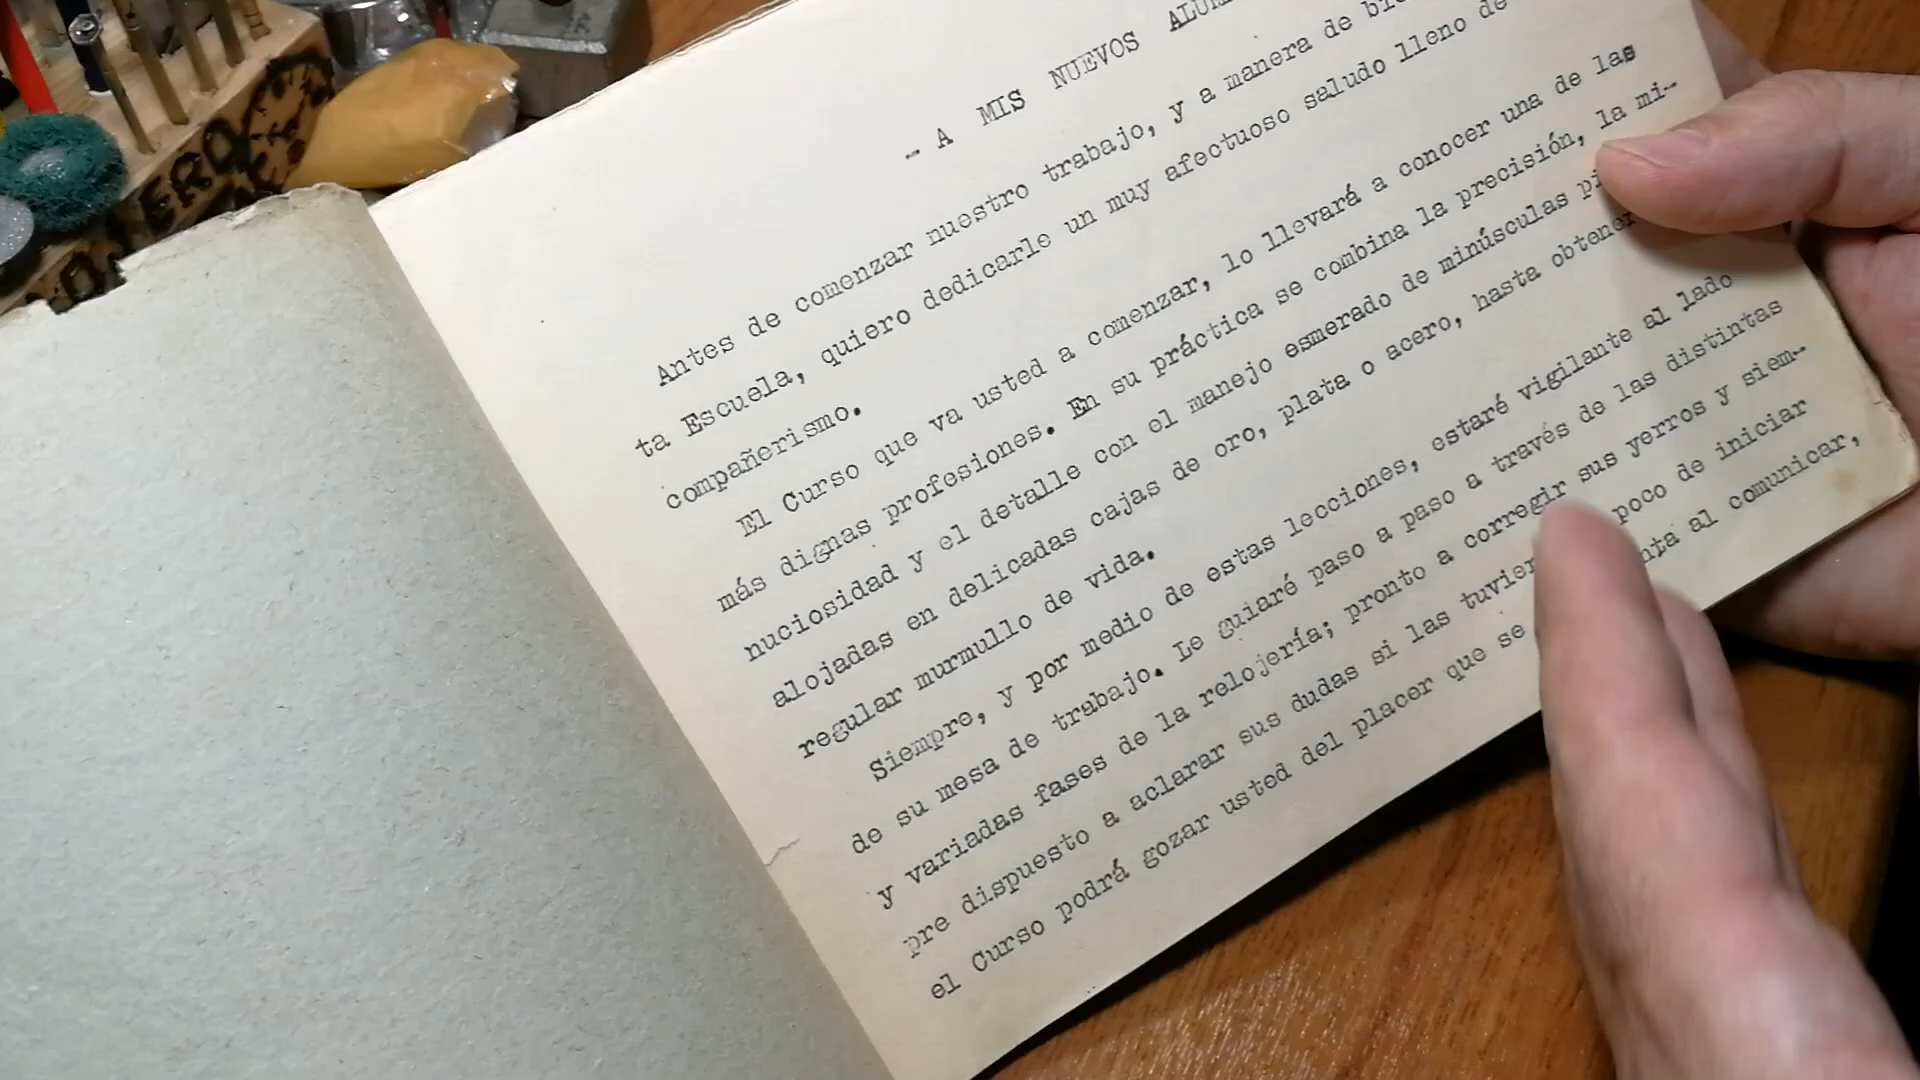 - A MIS NUEVOS
Antes de comenzar nuestro trabajo, y a manera de
ta Escuela, quiero dedicarle un muy afectuoso saludo lleno de
compañerismo.
El Curso que va usted a comenzar, lo llevará a conocer una de las
más dignas profesiones. En su práctica se combina la precisión, la mi-
nuciosidad y el detalle con el manejo esmerado de minúsculas
alojadas en delicadas cajas de oro, plata o acero, hasta obtener
regular murmullo de vida.
Siempre, y por medio de estas lecciones, estaré vigilante al lado
de su mesa de trabajo. Le guiaré paso a paso a través de las distintas
y variadas fases de la relojería; pronto a corregir sus yerros y siem-
pre dispuesto a aclarar sus dudas si las poco de iniciar
el Curso podrá gozar usted del placer que se al comunicar,